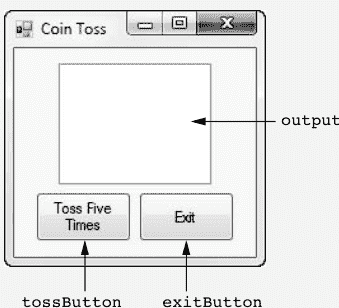 Coin Toss
output
Toss Five
Times
Exit
tossButton
exitButton